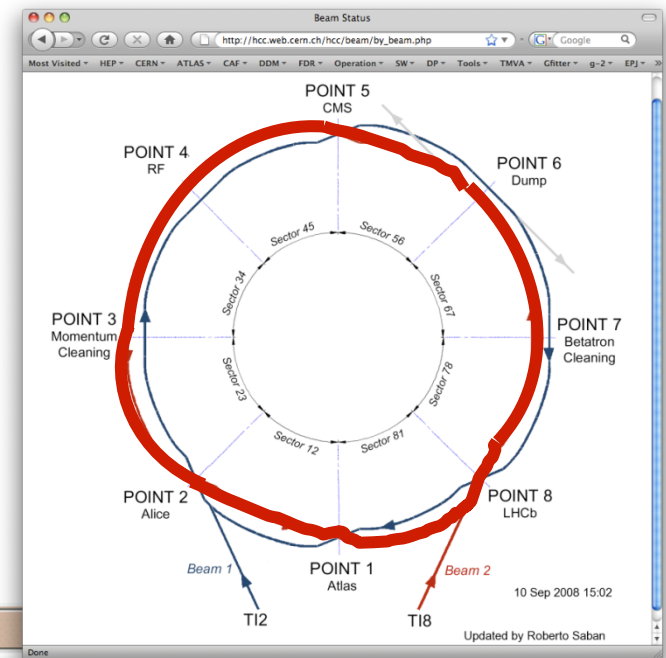 Beam Status
http://hcc.web.cern.ch/hcc/beam/by_beam.php
Google
Most Visited HEP CERN ATLAS CAF DDM FDR Operation SW DP Tools TMVA Gfitter g-2 EPJ »
POINT 5
CMS
POINT 4
RF
POINT 6
Dump
Sector 45
Sector 56
Sector 34
Sector 67
POINT 3
Momentum
Cleaning
POINT 7
Betatron
Cleaning
Sector 23
Sector 78
Sector 12
Sector 81
POINT 2
Alice
POINT 8
LHCb
POINT 1
Atlas
Beam 1
Beam 2
10 Sep 2008 15:02
TI2
TI8
Updated by Roberto Saban
Done